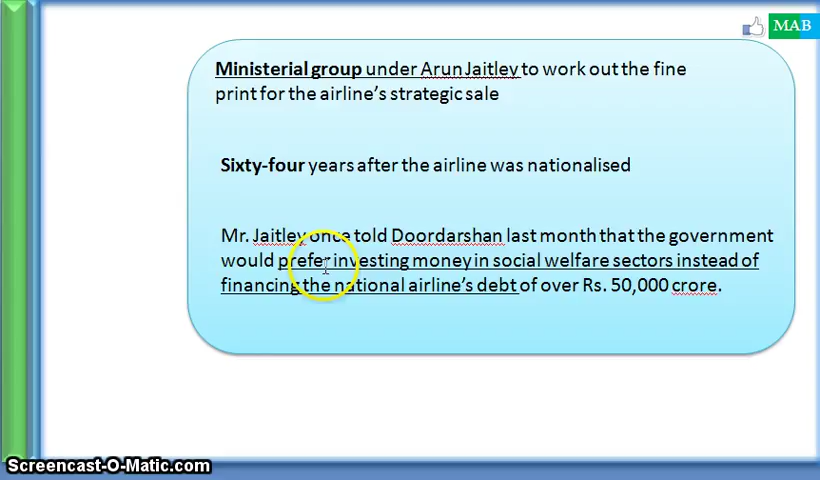 MAB
Ministerial group under Arun Jaitley to work out the fine
print for the airline's strategic sale
Sixty-four years after the airline was nationalised
Mr. Jaitley once told Doordarshan last month that the government
would prefer investing money in social welfare sectors instead of
financing the national airline's debt of over Rs. 50,000 crore.
Screencast-O-Matic.com